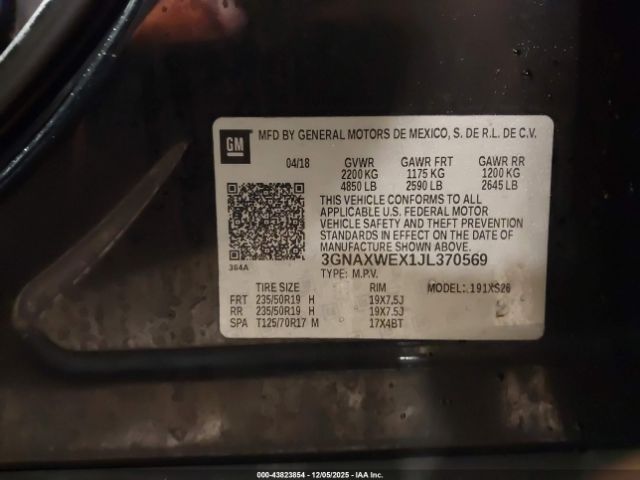 GM
MFD BY GENERAL MOTORS DE MEXICO, S. DE R.L. DE C.V.
04/18 GVWR GAWR FRT GAWR RR
2200 KG 1175 KG 1200 KG
4850 LB 2590 LB 2645 LB
THIS VEHICLE CONFORMS TO ALL
APPLICABLE U.S. FEDERAL MOTOR
VEHICLE SAFETY AND THEFT PREVENTION
STANDARDS IN EFFECT ON THE DATE OF
MANUFACTURE SHOWN ABOVE.
3GNAXWEX1JL370569
384A
TYPE: M.P.V.
TIRE SIZE RIM MODEL: 191XS26
FRT 235/50R19 H 19X7.5J
RR 235/50R19 H 19X7.5J
SPA T125/70R17 M 17X4BT
000-43823854 | 12/05/2025 | IAA Inc.